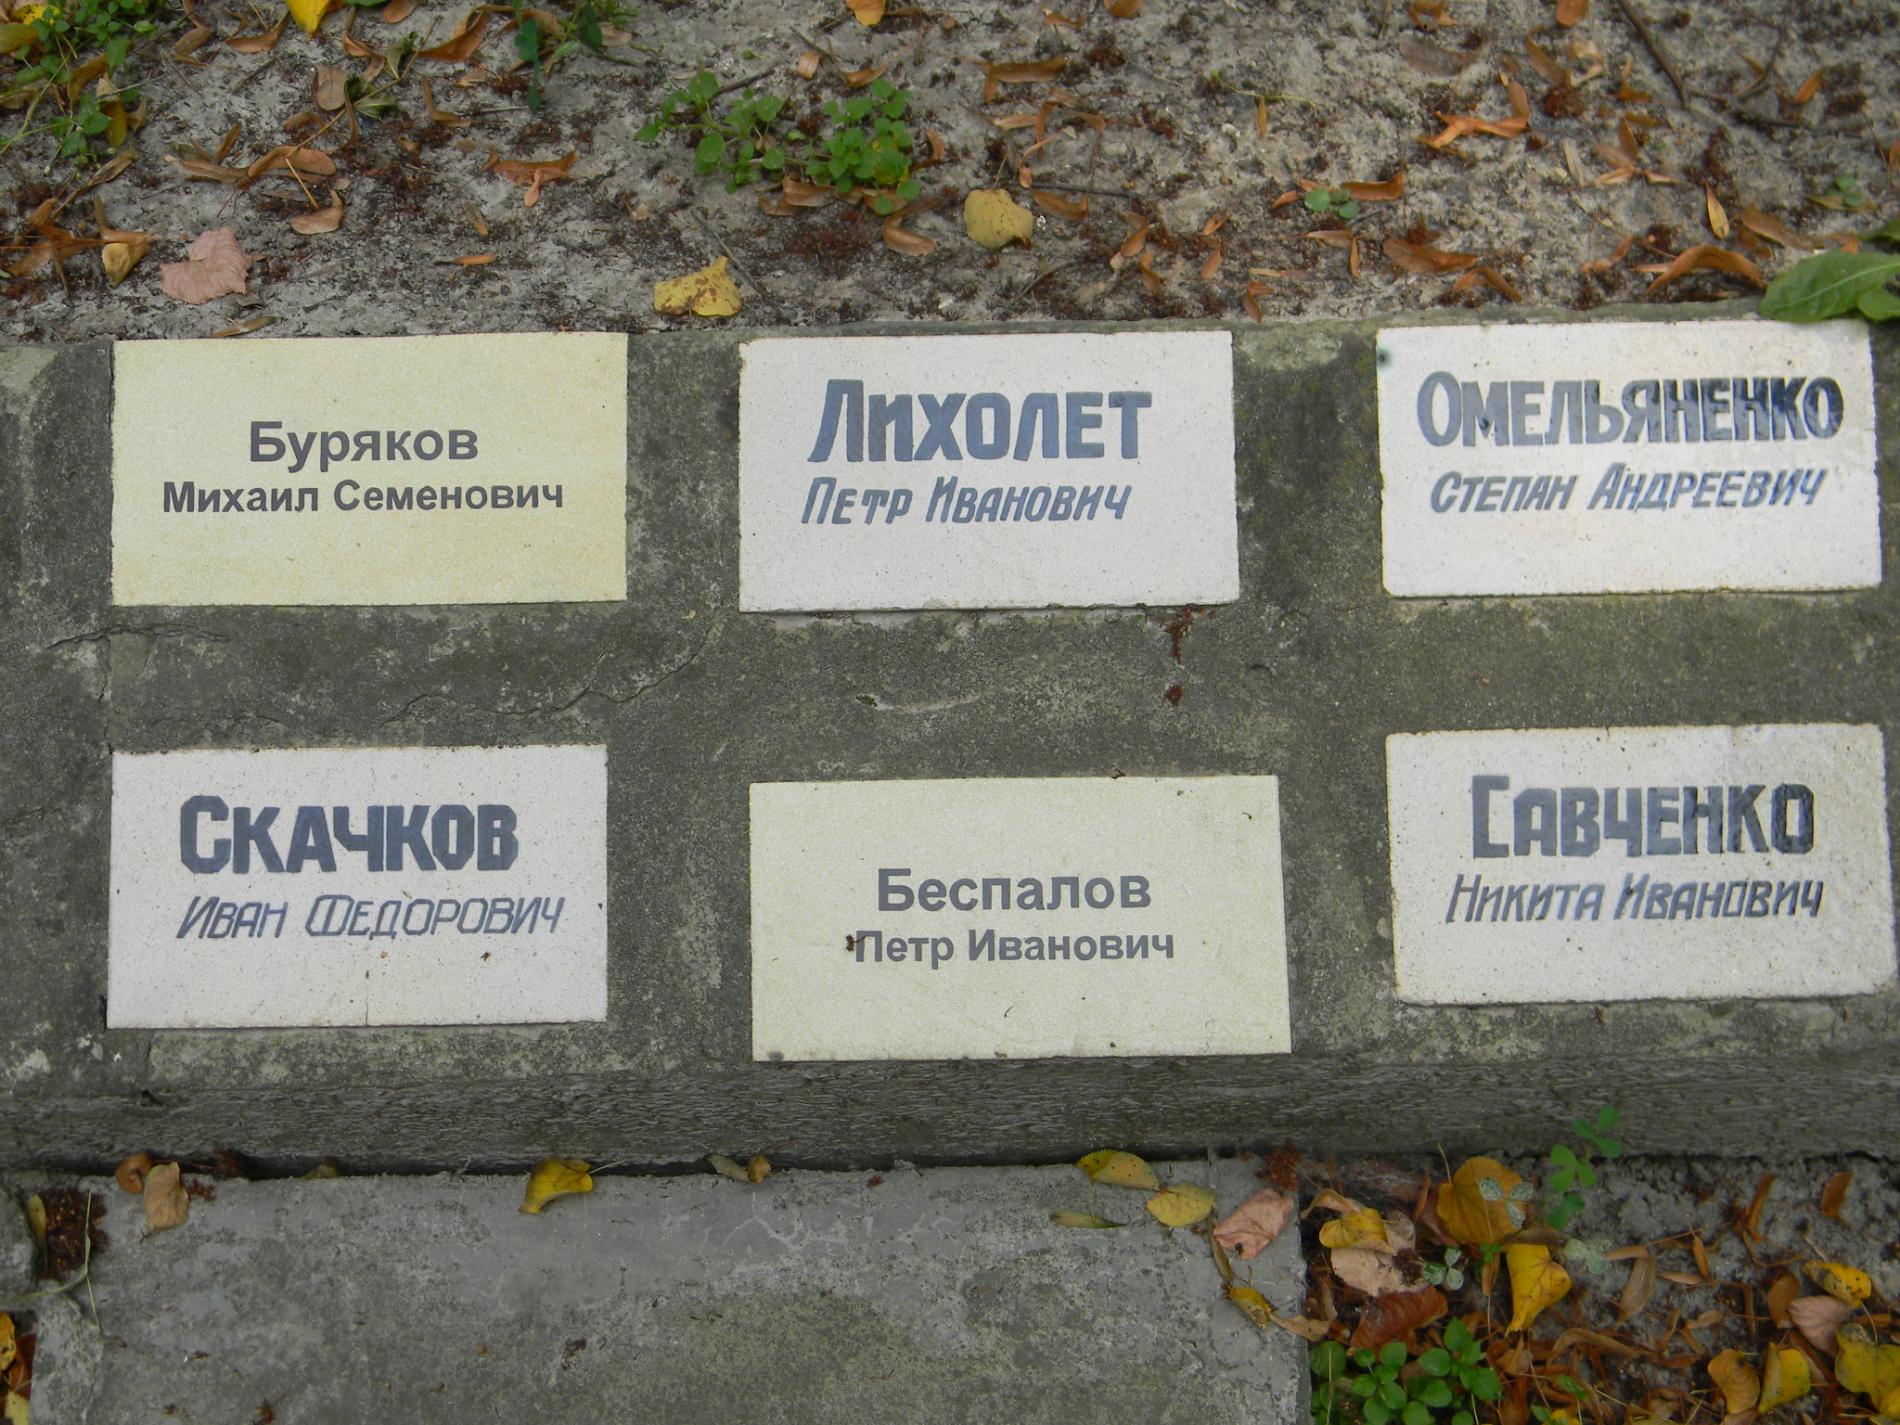 Буряков
Михаил Семенович
Лихолет
Петр Иванович
Омельяненко
Степан Андреевич
Скачков
Иван Федорович
Беспалов
Петр Иванович
Савченко
Никита Иванович